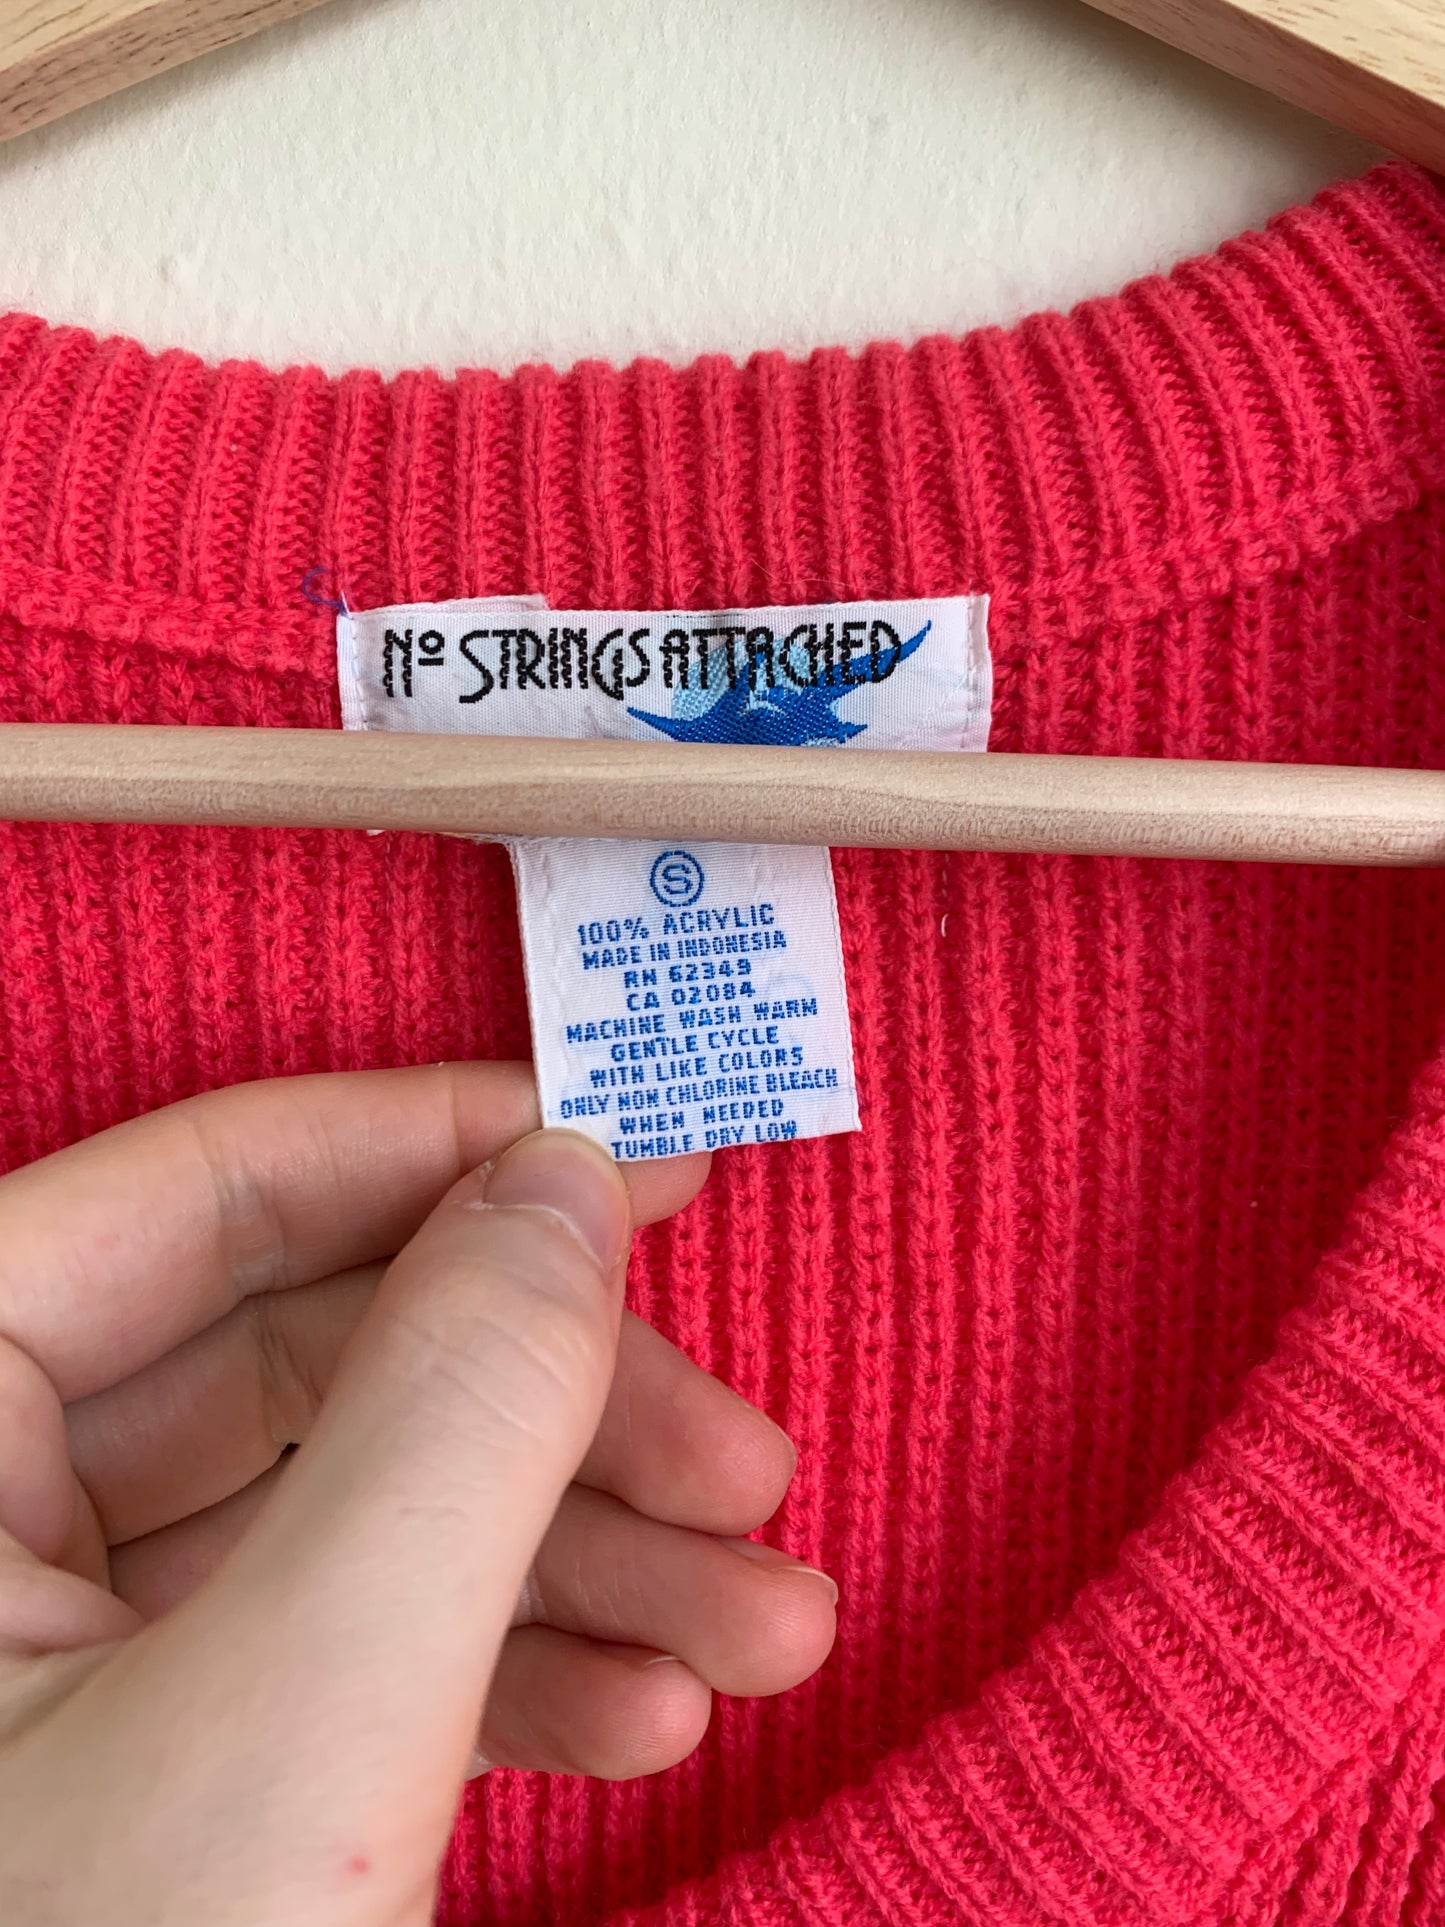 No STRINGS ATTACHED
S
100% ACRYLIC
MADE IN INDONESIA
RN 62349
CA 02084
MACHINE WASH WARM
GENTLE CYCLE
WITH LIKE COLORS
ONLY NON CHLORINE BLEACH
WHEN NEEDED
TUMBLE DRY LOW